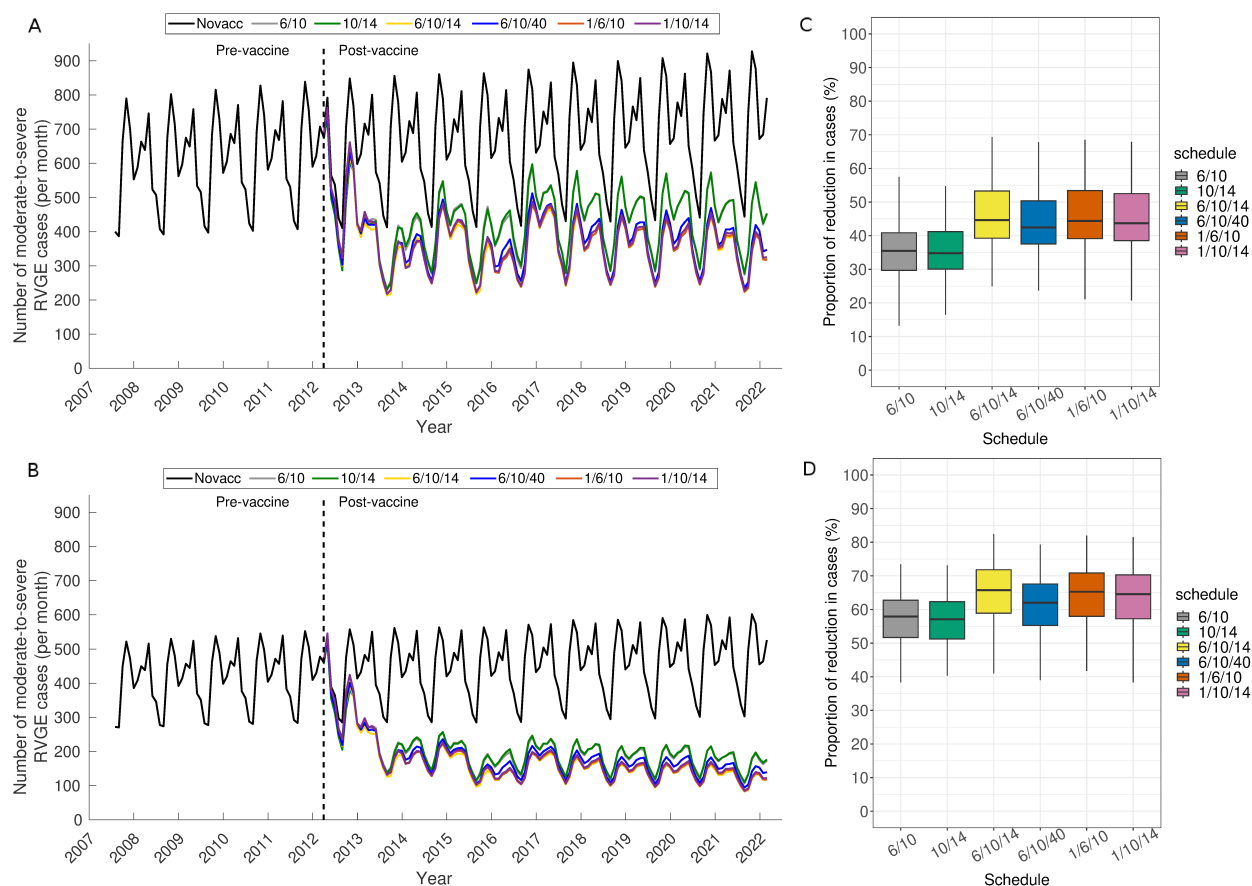 A
Novacc 6/10 10/14 6/10/14 6/10/40 1/6/10 1/10/14
Pre-vaccine Post-vaccine
Number of moderate-to-severe
RVGE cases (per month)
900
800
700
600
500
400
300
200
100
0
2007 2008 2009 2010 2011 2012 2013 2014 2015 2016 2017 2018 2019 2020 2021 2022
Year
C
Proportion of reduction in cases (%)
100
90
80
70
60
50
40
30
20
10
0
6/10 10/14 6/10/14 6/10/40 1/6/10 1/10/14
Schedule
schedule
6/10
10/14
6/10/14
6/10/40
1/6/10
1/10/14
B
Novacc 6/10 10/14 6/10/14 6/10/40 1/6/10 1/10/14
Pre-vaccine Post-vaccine
Number of moderate-to-severe
RVGE cases (per month)
900
800
700
600
500
400
300
200
100
0
2007 2008 2009 2010 2011 2012 2013 2014 2015 2016 2017 2018 2019 2020 2021 2022
Year
D
Proportion of reduction in cases (%)
100
90
80
70
60
50
40
30
20
10
0
6/10 10/14 6/10/14 6/10/40 1/6/10 1/10/14
Schedule
schedule
6/10
10/14
6/10/14
6/10/40
1/6/10
1/10/14